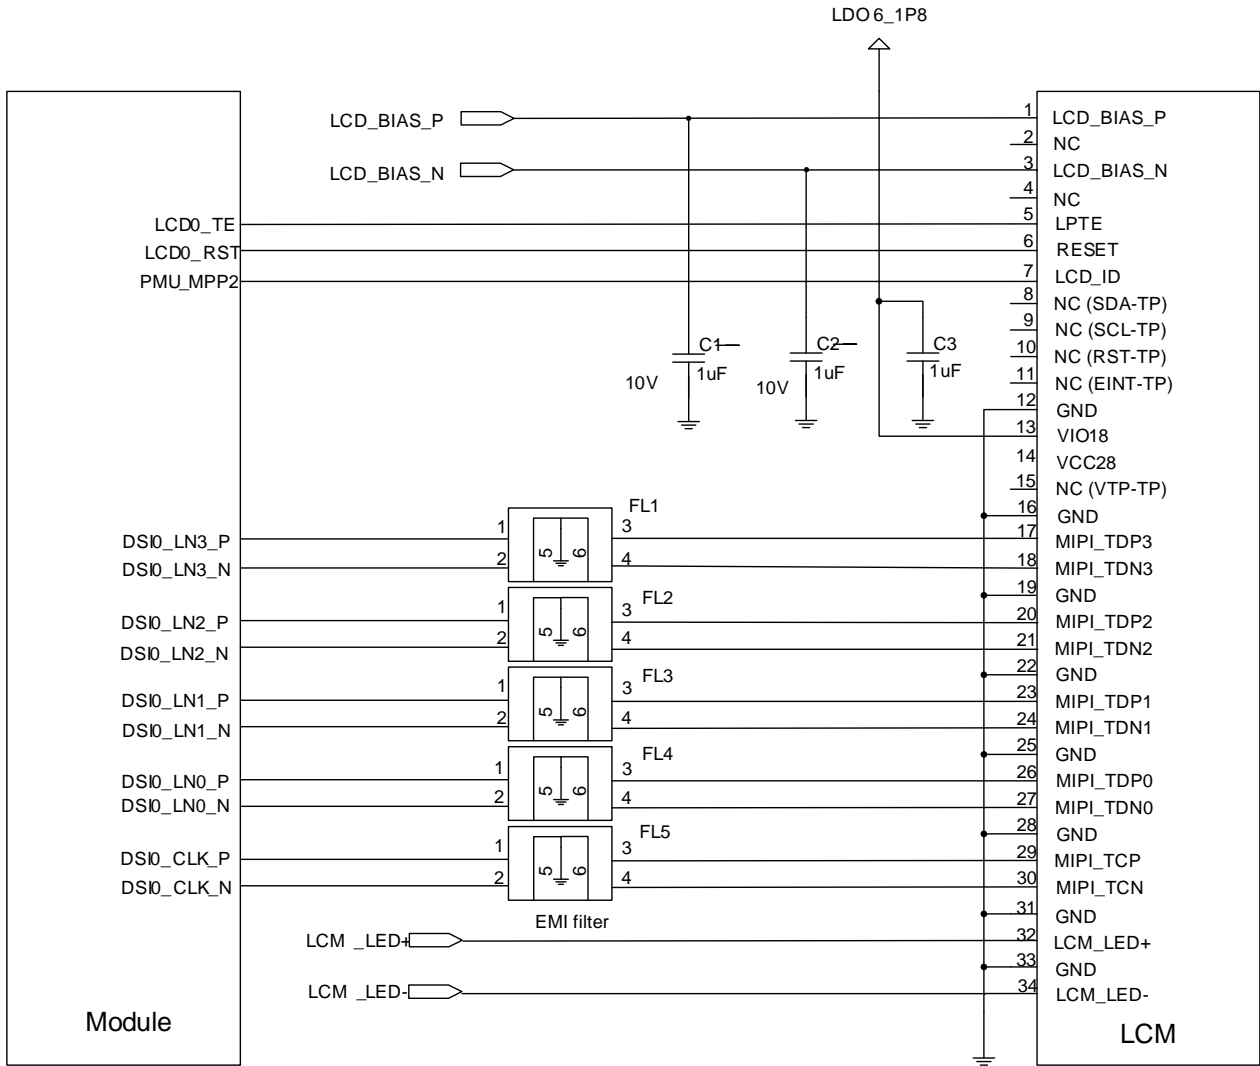 LDO6_1P8
LCD_BIAS_P 1 LCD_BIAS_P
2 NC
LCD_BIAS_N 3 LCD_BIAS_N
4 NC
LCD0_TE 5 LPTE
LCD0_RST 6 RESET
PMU_MPP2 7 LCD_ID
8 NC (SDA-TP)
9 NC (SCL-TP)
C1 C2 C3 10 NC (RST-TP)
10V 1uF 10V 1uF 1uF 11 NC (EINT-TP)
12 GND
13 VIO18
14 VCC28
15 NC (VTP-TP)
FL1 16 GND
DSI0_LN3_P 1 5 6 3 17 MIPI_TDP3
DSI0_LN3_N 2 4 18 MIPI_TDN3
FL2 19 GND
DSI0_LN2_P 1 5 6 3 20 MIPI_TDP2
DSI0_LN2_N 2 4 21 MIPI_TDN2
FL3 22 GND
DSI0_LN1_P 1 5 6 3 23 MIPI_TDP1
DSI0_LN1_N 2 4 24 MIPI_TDN1
FL4 25 GND
DSI0_LN0_P 1 5 6 3 26 MIPI_TDP0
DSI0_LN0_N 2 4 27 MIPI_TDN0
FL5 28 GND
DSI0_CLK_P 1 5 6 3 29 MIPI_TCP
DSI0_CLK_N 2 4 30 MIPI_TCN
EMI filter 31 GND
LCM _LED+ 32 LCM_LED+
33 GND
LCM _LED- 34 LCM_LED-
Module LCM